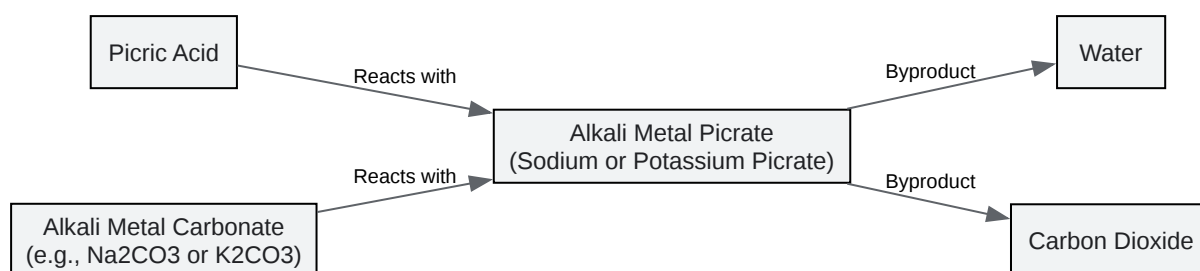 Picric Acid
Water
Reacts with
Byproduct
Alkali Metal Picrate
(Sodium or Potassium Picrate)
Reacts with
Byproduct
Alkali Metal Carbonate
(e.g., Na2CO3 or K2CO3)
Carbon Dioxide